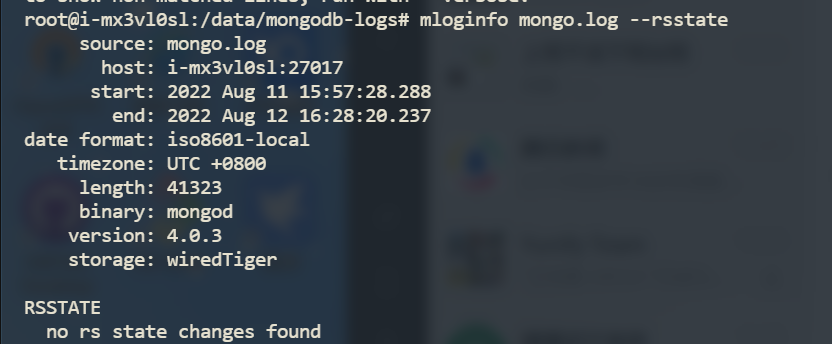 root@i-mx3vl0sl:/data/mongodb-logs# mloginfo mongo.log --rsstate
source: mongo.log
host: i-mx3vl0sl:27017
start: 2022 Aug 11 15:57:28.288
end: 2022 Aug 12 16:28:20.237
date format: iso8601-local
timezone: UTC +0800
length: 41323
binary: mongod
version: 4.0.3
storage: wiredTiger
RSSTATE
no rs state changes found